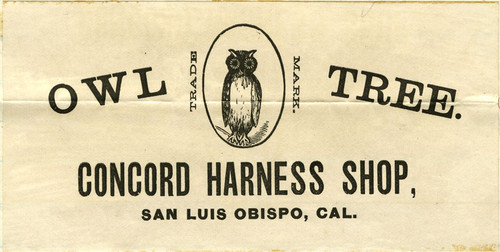 OWL TRADE MARK. TREE.
CONCORD HARNESS SHOP,
SAN LUIS OBISPO, CAL.